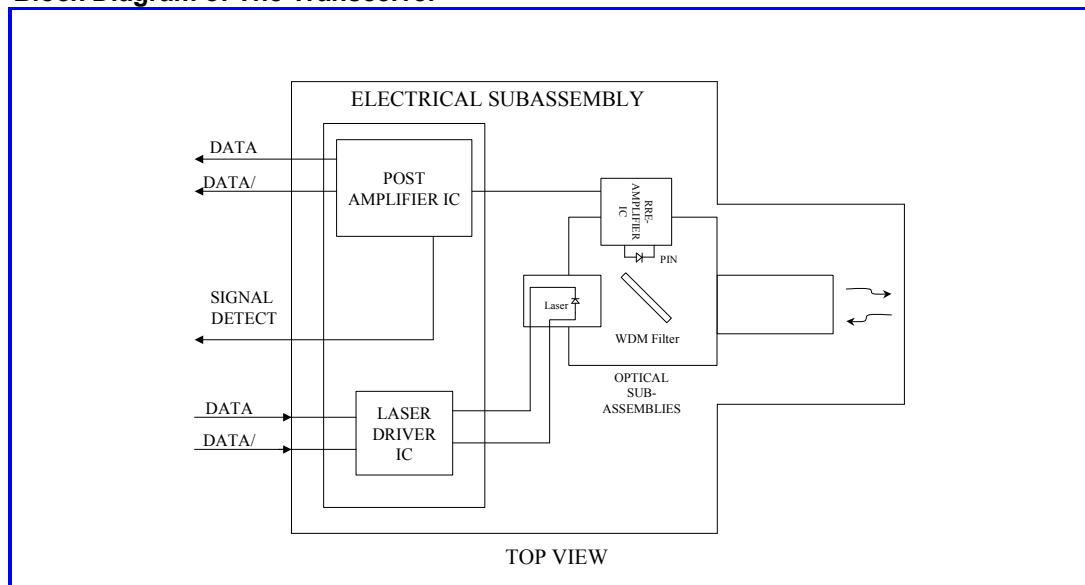 Block Diagram of The Transceiver
ELECTRICAL SUBASSEMBLY
DATA
DATA/
POST
AMPLIFIER IC
RRE-
AMPLIFIER
IC
PIN
SIGNAL
DETECT
Laser
WDM Filter
OPTICAL
SUB-
ASSEMBLIES
DATA
DATA/
LASER
DRIVER
IC
TOP VIEW